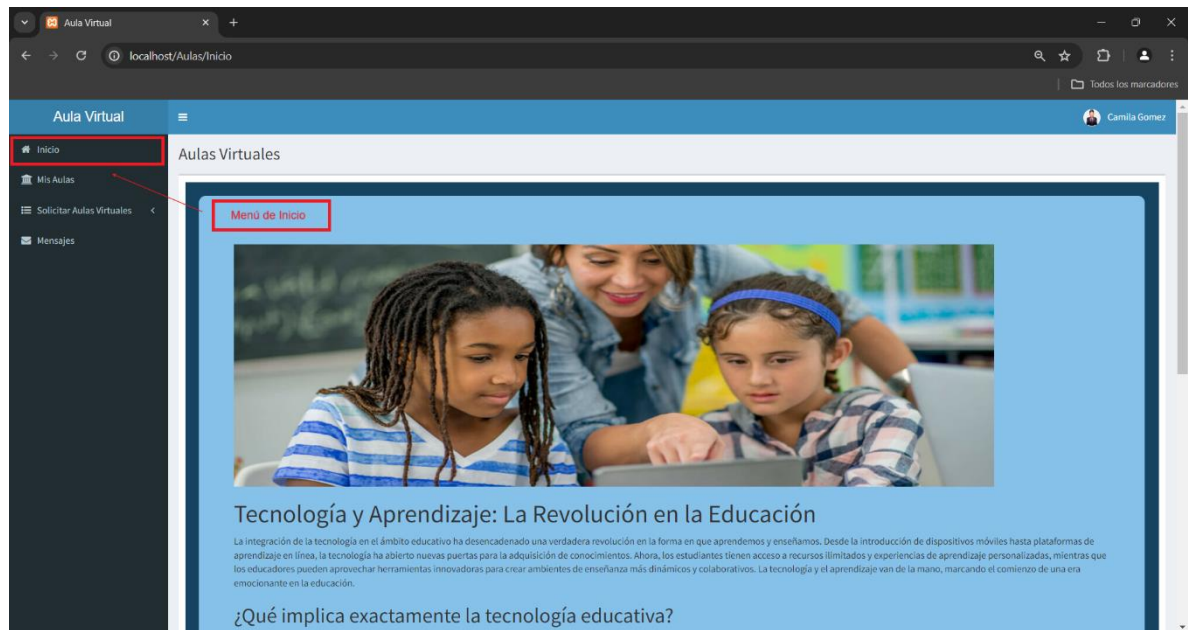 Aula Virtual
localhost/Aulas/Inicio
Todos los marcadores
Aula Virtual
Camila Gomez
Inicio
Aulas Virtuales
Mis Aulas
Solicitar Aulas Virtuales
Menú de Inicio
Mensajes
Tecnología y Aprendizaje: La Revolución en la Educación
La integración de la tecnología en el ámbito educativo ha desencadenado una verdadera revolución en la forma en que aprendemos y enseñamos. Desde la introducción de dispositivos móviles hasta plataformas de
aprendizaje en línea, la tecnología ha abierto nuevas puertas para la adquisición de conocimientos. Ahora, los estudiantes tienen acceso a recursos ilimitados y experiencias de aprendizaje personalizadas, mientras que
los educadores pueden aprovechar herramientas innovadoras para crear ambientes de enseñanza más dinámicos y colaborativos. La tecnología y el aprendizaje van de la mano, marcando el comienzo de una era
emocionante en la educación.
¿Qué implica exactamente la tecnología educativa?